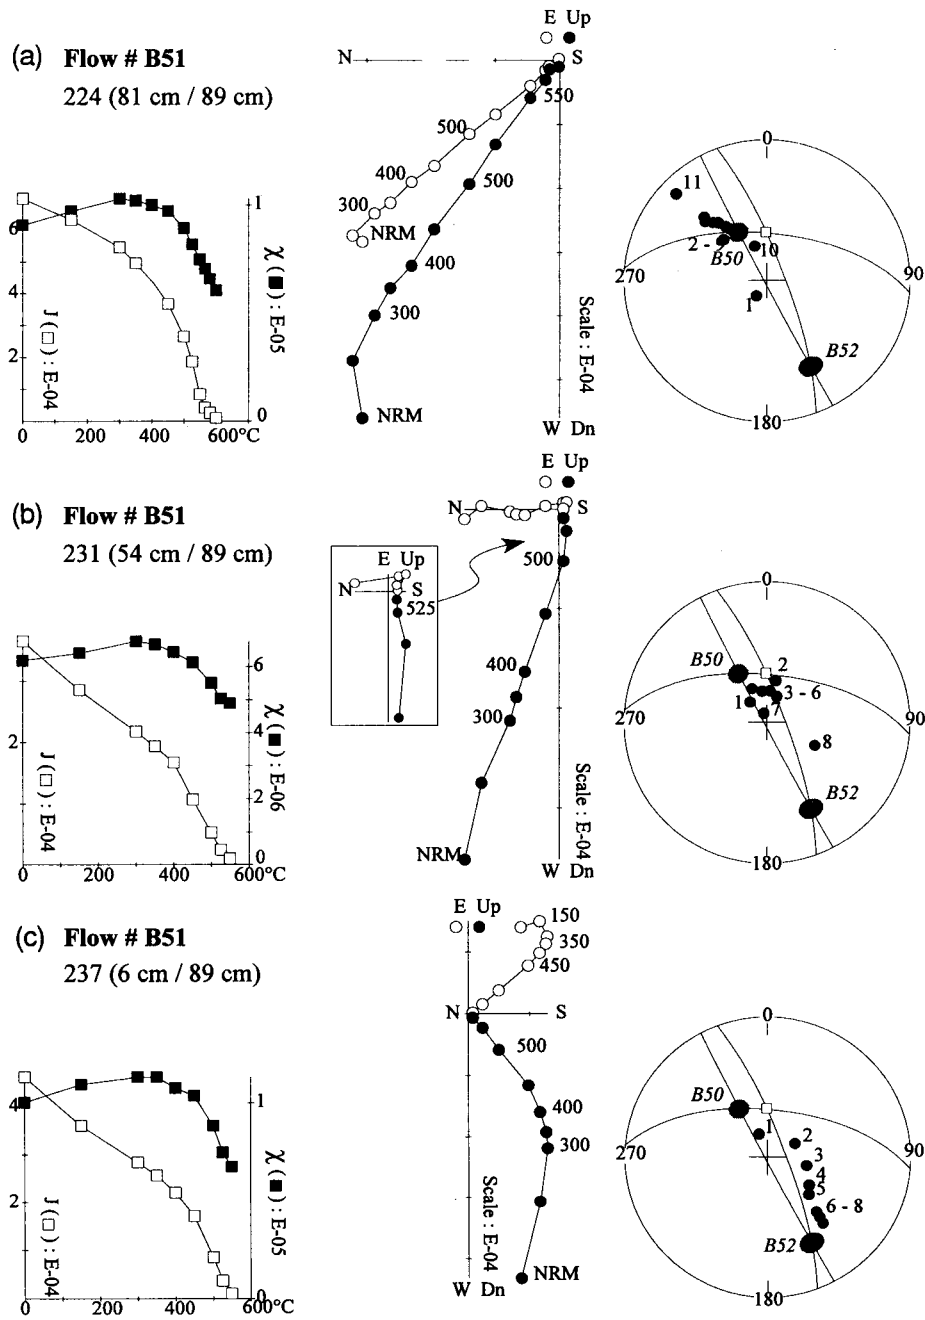 (a) Flow # B51
224 (81 cm / 89 cm)
6
4
2
J (□) : E-04
1
0
χ (■) : E-05
0 200 400 600°C
E Up
N S
550
500
500
400
400
300
300
NRM
NRM
Scale : E-04
W Dn
0
11
2 - 9
B50
10
270 90
1
B52
180
(b) Flow # B51
231 (54 cm / 89 cm)
2
J (□) : E-04
6
4
2
0
χ (■) : E-06
0 200 400 600°C
E Up
N S
525
E Up
N S
500
400
300
NRM
Scale : E-04
W Dn
0
B50
2
3 - 6
1
7
270 90
8
B52
180
(c) Flow # B51
237 (6 cm / 89 cm)
4
2
J (□) : E-04
1
0
χ (■) : E-05
0 200 400 600
E Up
150
350
450
N S
500
400
300
NRM
Scale : E-04
W Dn
0
B50
1
2
3
4
5
6 - 8
270 90
B52
180